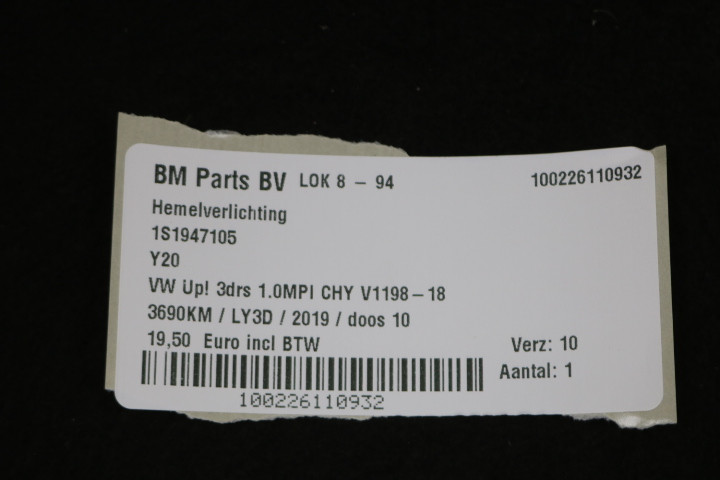 BM Parts BV LOK 8 - 94 100226110932
Hemelverlichting
1S1947105
Y20
VW Up! 3drs 1.0MPI CHY V1198-18
3690KM / LY3D / 2019 / doos 10
19,50 Euro incl BTW Verz: 10
Aantal: 1
100226110932